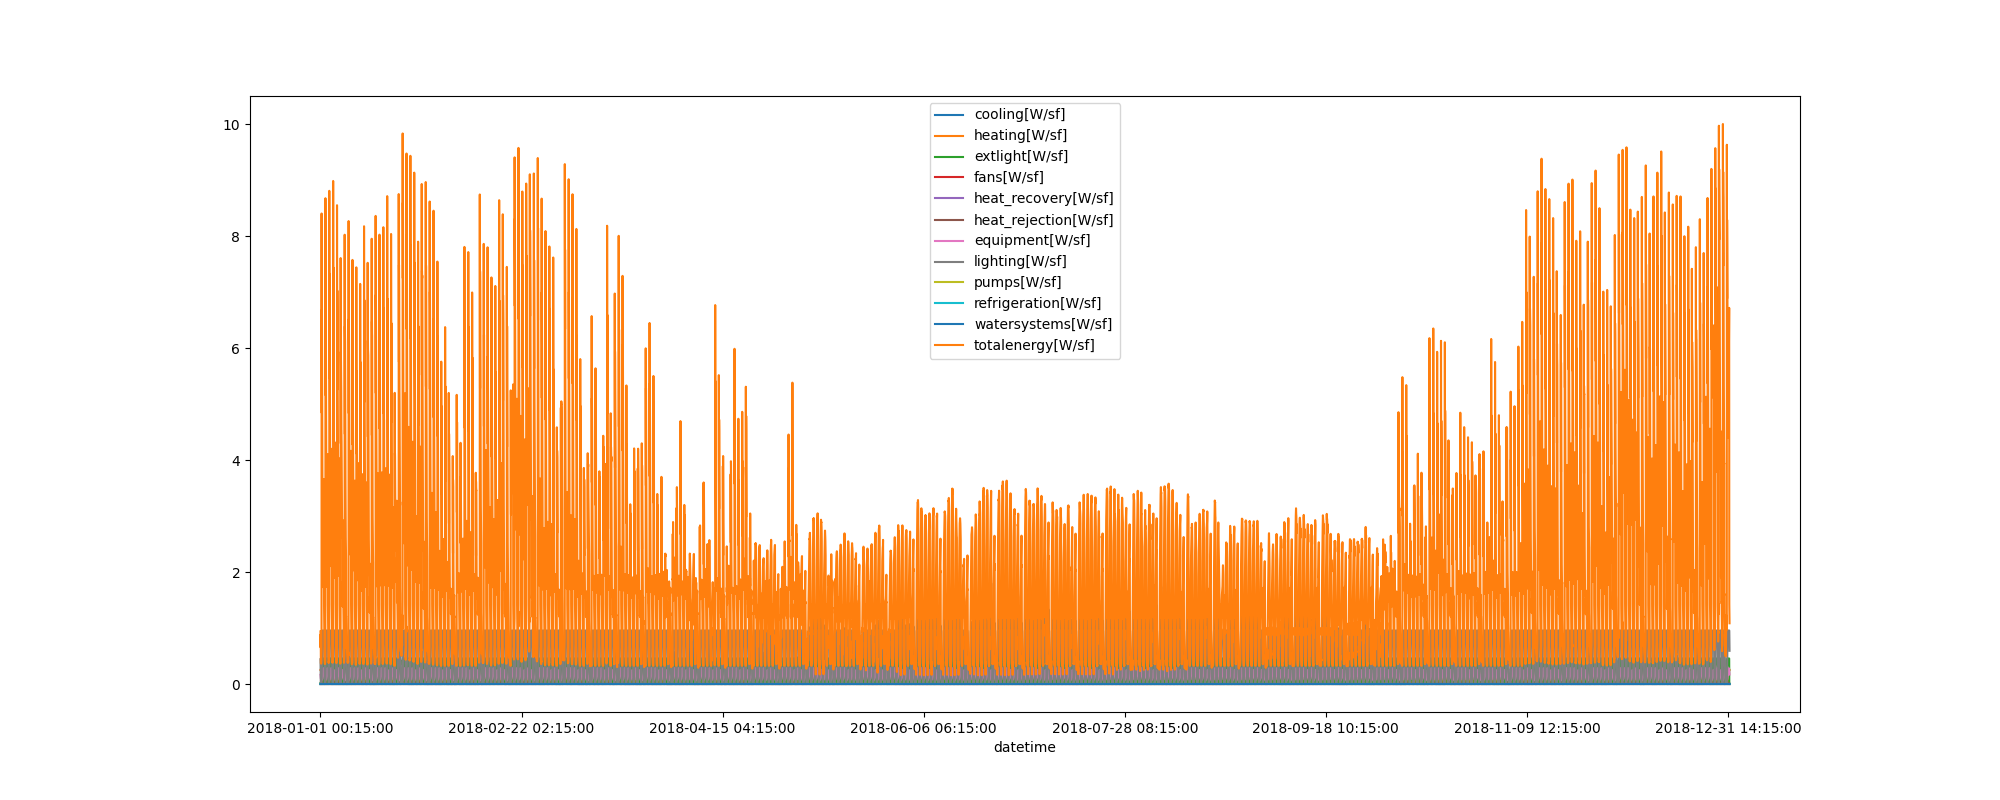 cooling[W/sf]
heating[W/sf]
extlight[W/sf]
fans[W/sf]
heat_recovery[W/sf]
heat_rejection[W/sf]
equipment[W/sf]
lighting[W/sf]
pumps[W/sf]
refrigeration[W/sf]
watersystems[W/sf]
totalenergy[W/sf]
10
8
6
4
2
0
2018-01-01 00:15:00 2018-02-22 02:15:00 2018-04-15 04:15:00 2018-06-06 06:15:00 2018-07-28 08:15:00 2018-09-18 10:15:00 2018-11-09 12:15:00 2018-12-31 14:15:00
datetime